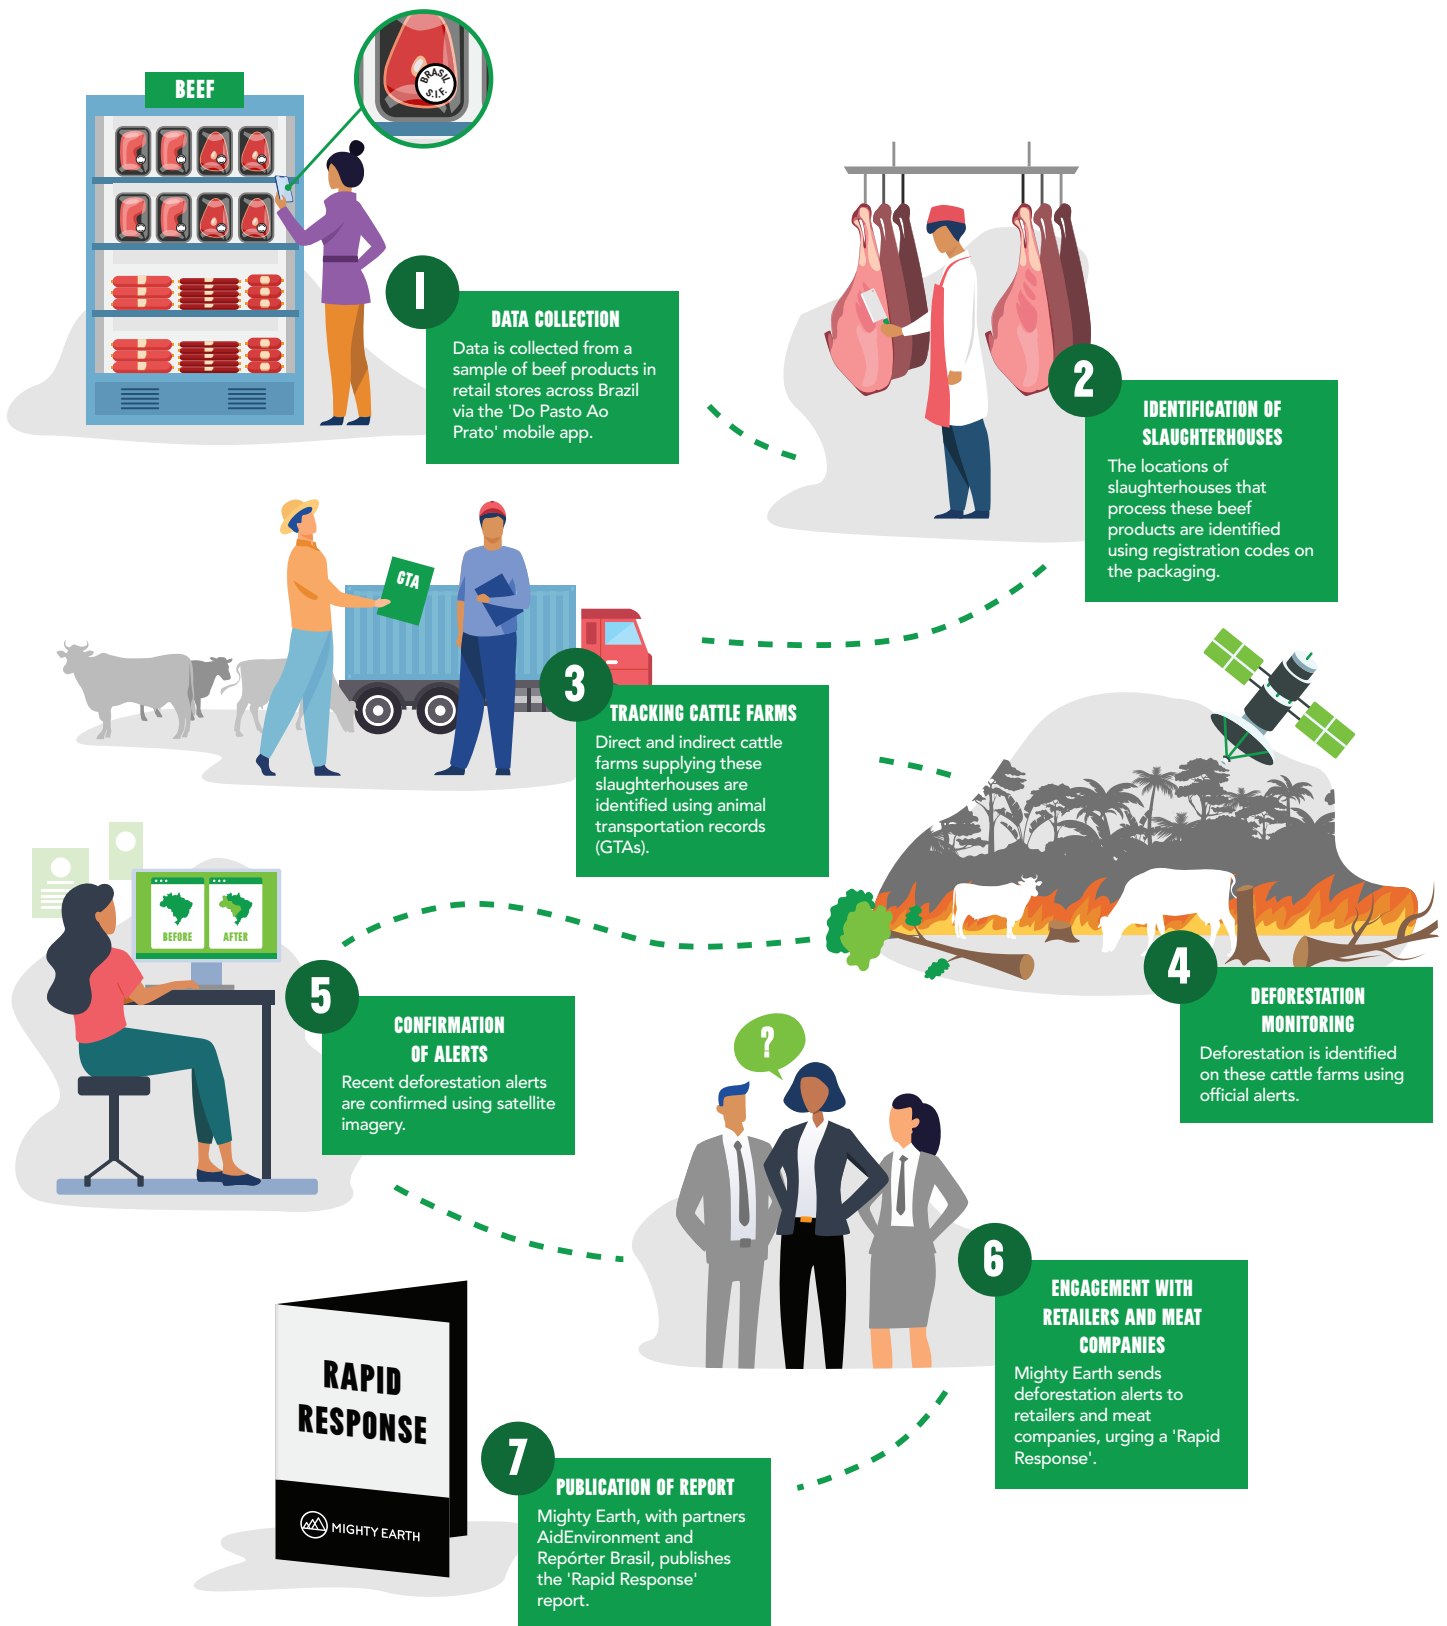 BEEF
BRASIL
S.I.F.
1
DATA COLLECTION
Data is collected from a
sample of beef products in
retail stores across Brazil
via the 'Do Pasto Ao
Prato' mobile app.
2
IDENTIFICATION OF
SLAUGHTERHOUSES
The locations of
slaughterhouses that
process these beef
products are identified
using registration codes on
the packaging.
GTA
3
TRACKING CATTLE FARMS
Direct and indirect cattle
farms supplying these
slaughterhouses are
identified using animal
transportation records
(GTAs).
4
DEFORESTATION
MONITORING
Deforestation is identified
on these cattle farms using
official alerts.
BEFORE
AFTER
5
CONFIRMATION
OF ALERTS
Recent deforestation alerts
are confirmed using satellite
imagery.
?
6
ENGAGEMENT WITH
RETAILERS AND MEAT
COMPANIES
Mighty Earth sends
deforestation alerts to
retailers and meat
companies, urging a 'Rapid
Response'.
RAPID
RESPONSE
MIGHTY EARTH
7
PUBLICATION OF REPORT
Mighty Earth, with partners
AidEnvironment and
Repórter Brasil, publishes
the 'Rapid Response'
report.